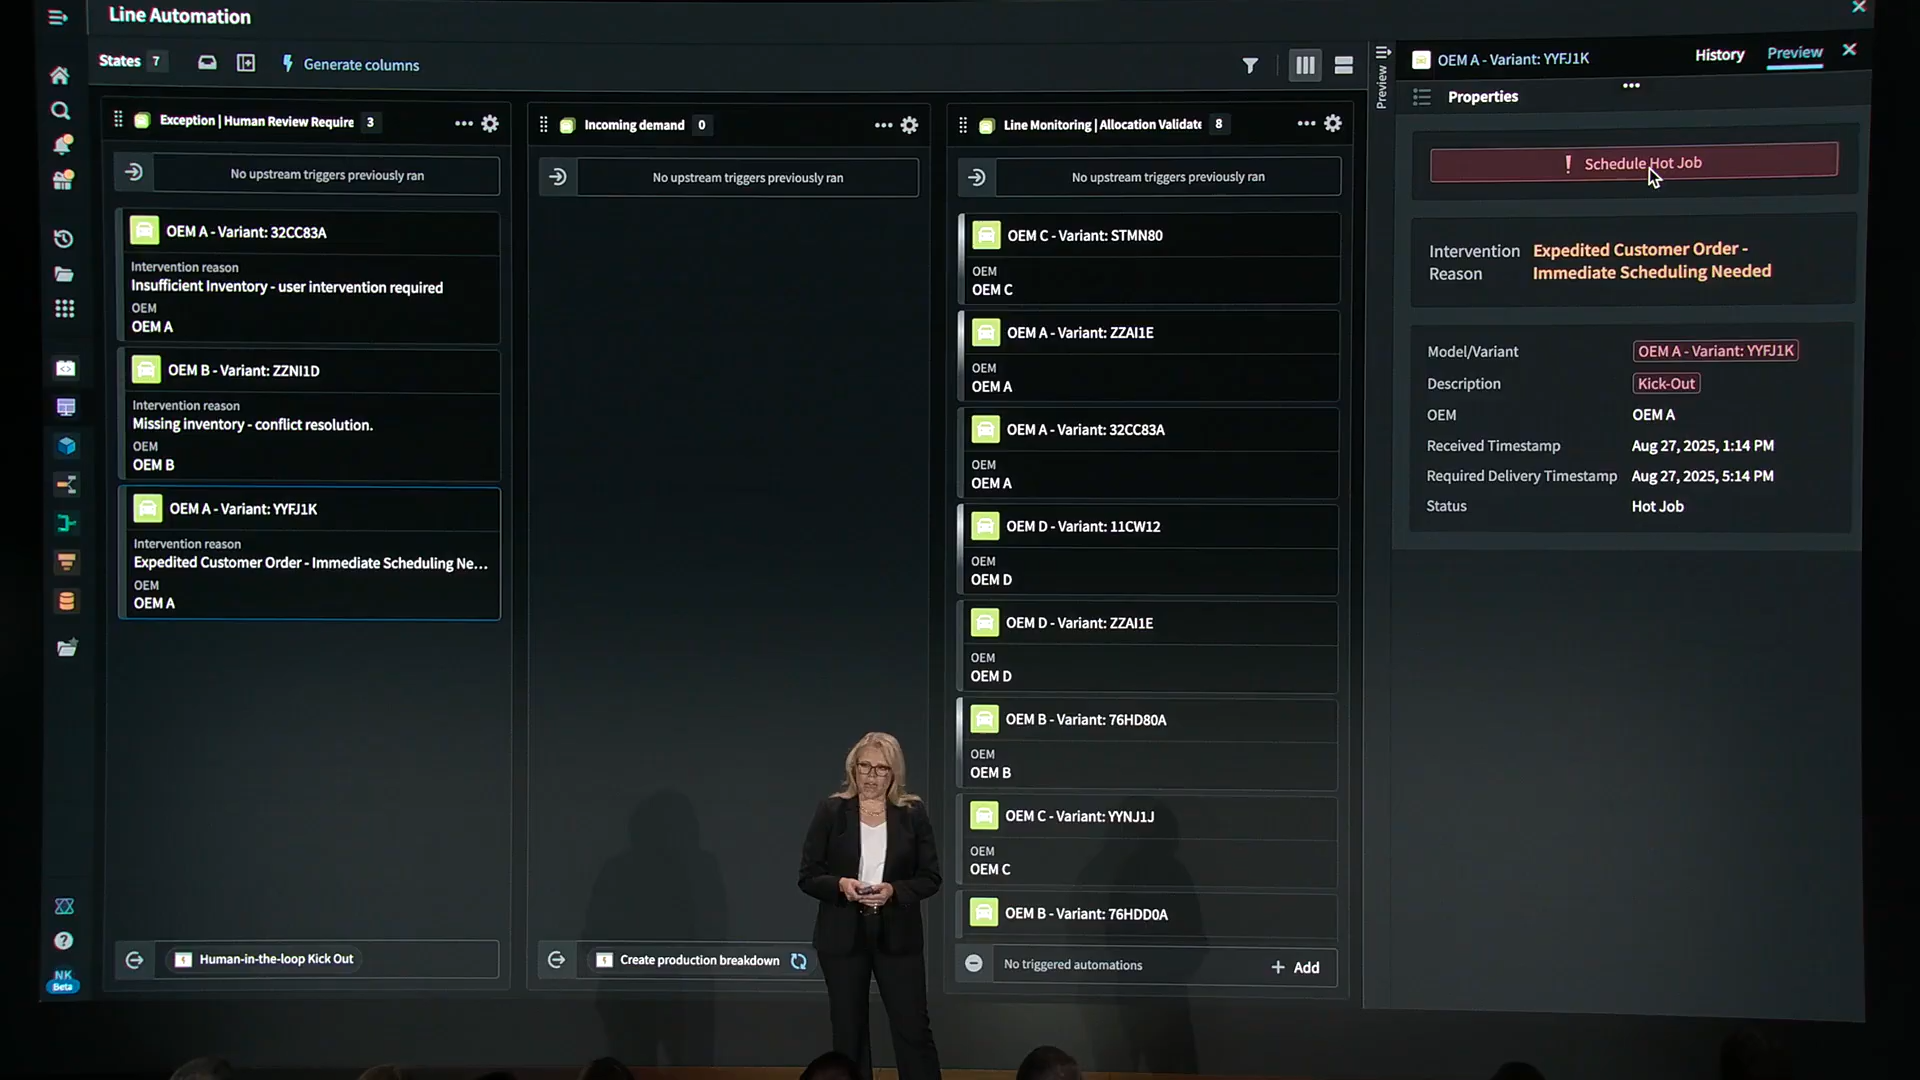 Line Automation
States 7
Generate columns
Exception | Human Review Require 3
No upstream triggers previously ran
OEM A - Variant: 32CC83A
Intervention reason
Insufficient Inventory - user intervention required
OEM
OEM A
OEM B - Variant: ZZNI1D
Intervention reason
Missing inventory - conflict resolution.
OEM
OEM B
OEM A - Variant: YYFJ1K
Intervention reason
Expedited Customer Order - Immediate Scheduling Ne...
OEM
OEM A
Human-in-the-loop Kick Out
Incoming demand 0
No upstream triggers previously ran
Create production breakdown
Line Monitoring | Allocation Validate 8
No upstream triggers previously ran
OEM C - Variant: STMN80
OEM
OEM C
OEM A - Variant: ZZAI1E
OEM
OEM A
OEM A - Variant: 32CC83A
OEM
OEM A
OEM D - Variant: 11CW12
OEM
OEM D
OEM D - Variant: ZZAI1E
OEM
OEM D
OEM B - Variant: 76HD80A
OEM
OEM B
OEM C - Variant: YYNJ1J
OEM
OEM C
OEM B - Variant: 76HDD0A
No triggered automations
+ Add
Preview
OEM A - Variant: YYFJ1K
History
Preview
Properties
! Schedule Hot Job
Intervention Reason
Expedited Customer Order -
Immediate Scheduling Needed
Model/Variant OEM A - Variant: YYFJ1K
Description Kick-Out
OEM OEM A
Received Timestamp Aug 27, 2025, 1:14 PM
Required Delivery Timestamp Aug 27, 2025, 5:14 PM
Status Hot Job
NK
Beta